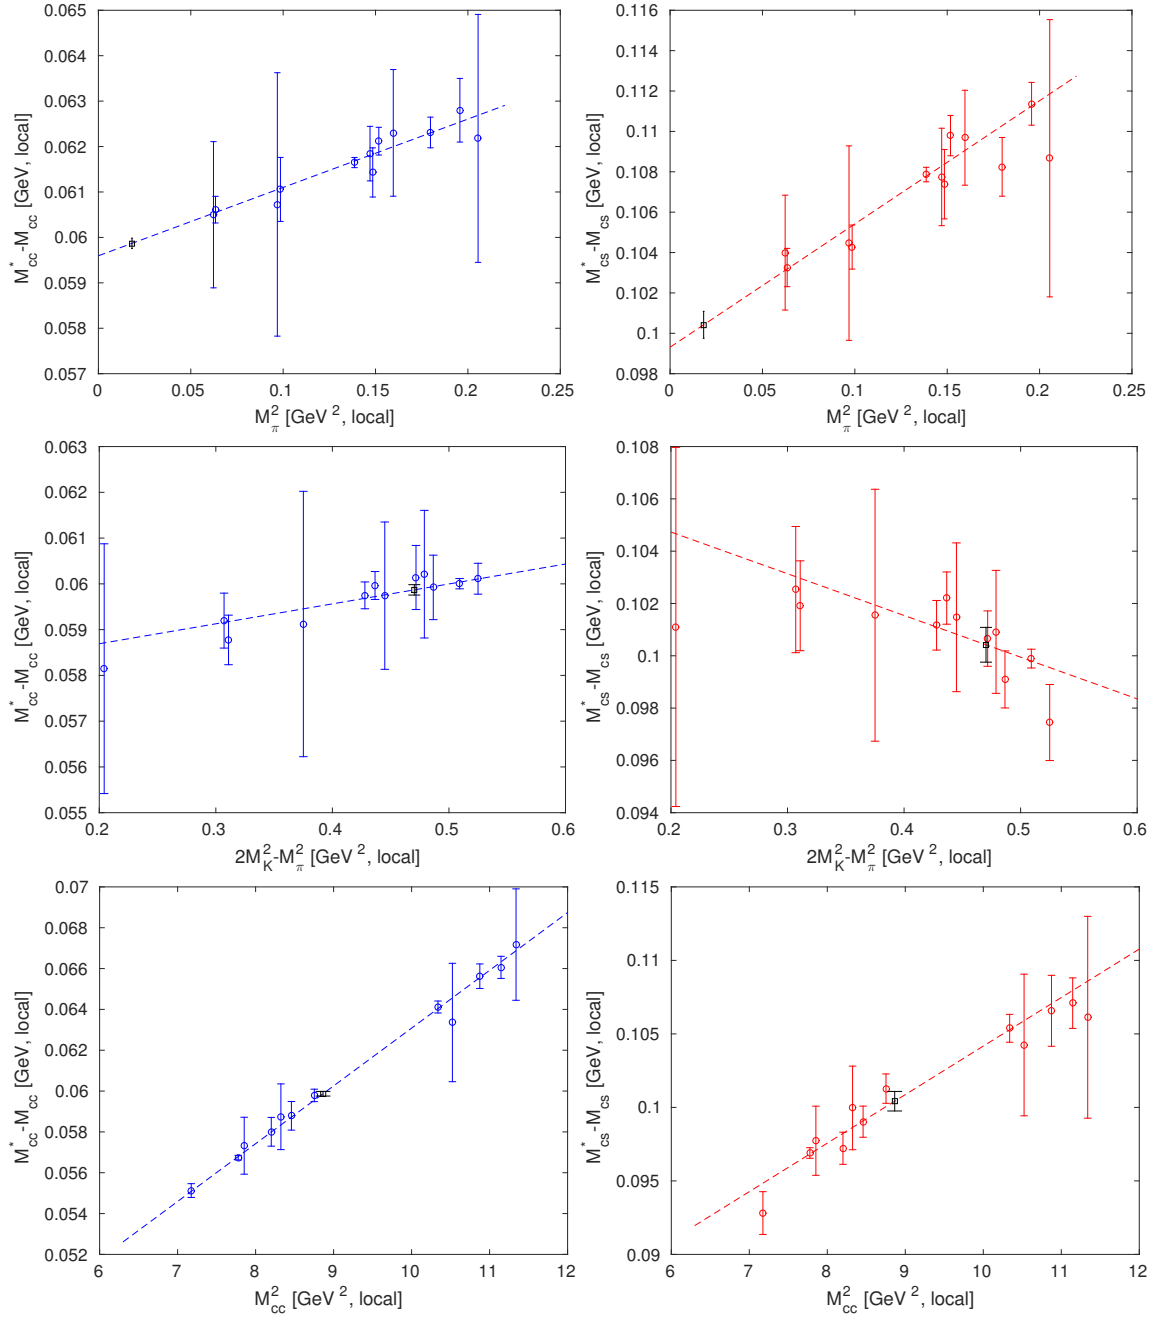 0.065
0.064
0.063
0.062
0.061
0.06
0.059
0.058
0.057
0 0.05 0.1 0.15 0.2 0.25
M*cc-Mcc [GeV, local]
M²π [GeV ², local]
0.116
0.114
0.112
0.11
0.108
0.106
0.104
0.102
0.1
0.098
0 0.05 0.1 0.15 0.2 0.25
M*cs-Mcs [GeV, local]
M²π [GeV ², local]
0.063
0.062
0.061
0.06
0.059
0.058
0.057
0.056
0.055
0.2 0.3 0.4 0.5 0.6
M*cc-Mcc [GeV, local]
2M²K-M²π [GeV ², local]
0.108
0.106
0.104
0.102
0.1
0.098
0.096
0.094
0.2 0.3 0.4 0.5 0.6
M*cs-Mcs [GeV, local]
2M²K-M²π [GeV ², local]
0.07
0.068
0.066
0.064
0.062
0.06
0.058
0.056
0.054
0.052
6 7 8 9 10 11 12
M*cc-Mcc [GeV, local]
M²cc [GeV ², local]
0.115
0.11
0.105
0.1
0.095
0.09
6 7 8 9 10 11 12
M*cs-Mcs [GeV, local]
M²cc [GeV ², local]